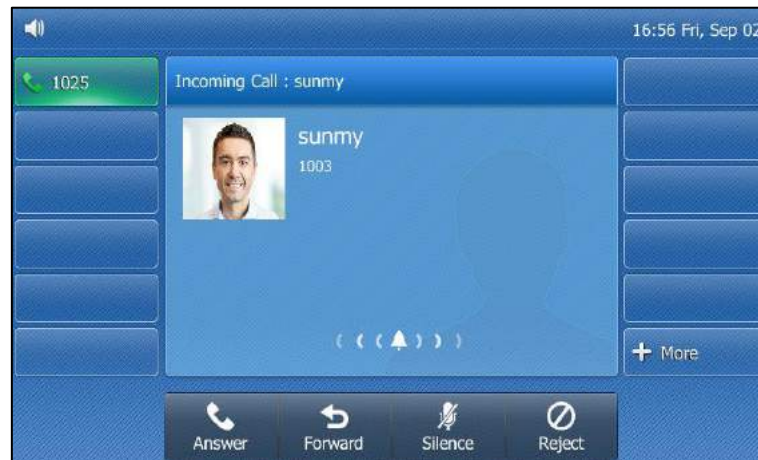 16:56 Fri, Sep 02
1025
Incoming Call : sunmy
sunmy
1003
More
Answer Forward Silence Reject